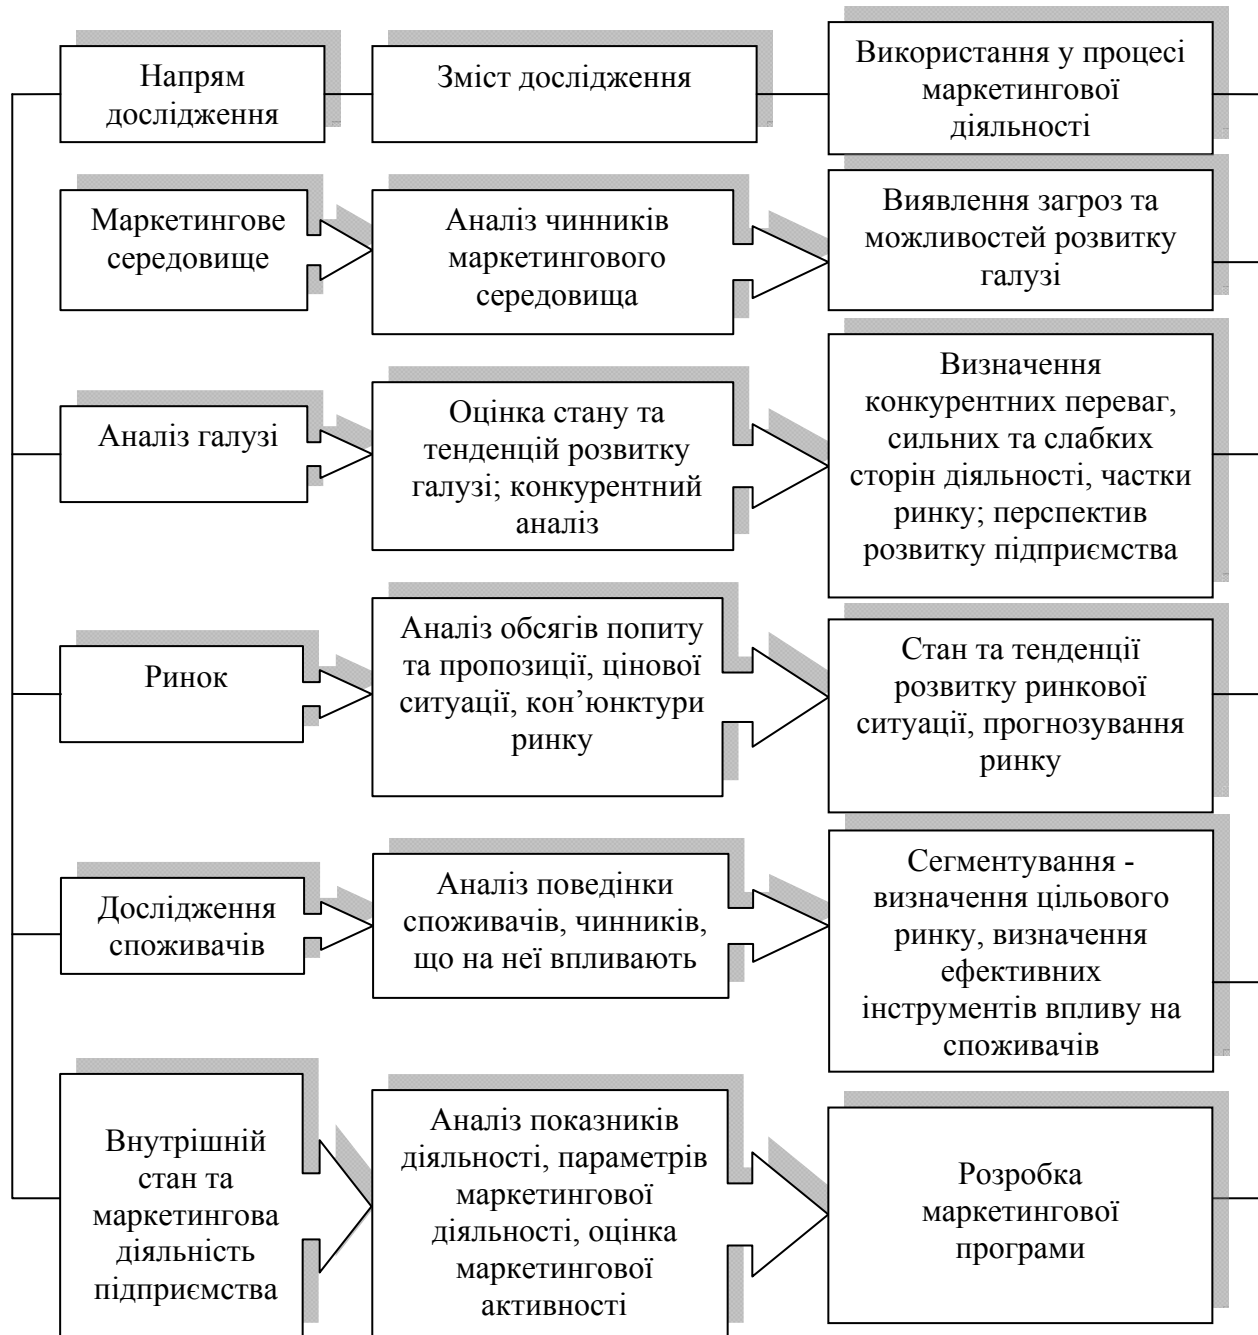 Напрям
дослідження
Зміст дослідження
Використання у процесі
маркетингової
діяльності
Маркетингове
середовище
Аналіз чинників
маркетингового
середовища
Виявлення загроз та
можливостей розвитку
галузі
Аналіз галузі
Оцінка стану та
тенденцій розвитку
галузі; конкурентний
аналіз
Визначення
конкурентних переваг,
сильних та слабких
сторін діяльності, частки
ринку; перспектив
розвитку підприємства
Ринок
Аналіз обсягів попиту
та пропозиції, цінової
ситуації, кон’юнктури
ринку
Стан та тенденції
розвитку ринкової
ситуації, прогнозування
ринку
Дослідження
споживачів
Аналіз поведінки
споживачів, чинників,
що на неї впливають
Сегментування -
визначення цільового
ринку, визначення
ефективних
інструментів впливу на
споживачів
Внутрішній
стан та
маркетингова
діяльність
підприємства
Аналіз показників
діяльності, параметрів
маркетингової
діяльності, оцінка
маркетингової
активності
Розробка
маркетингової
програми